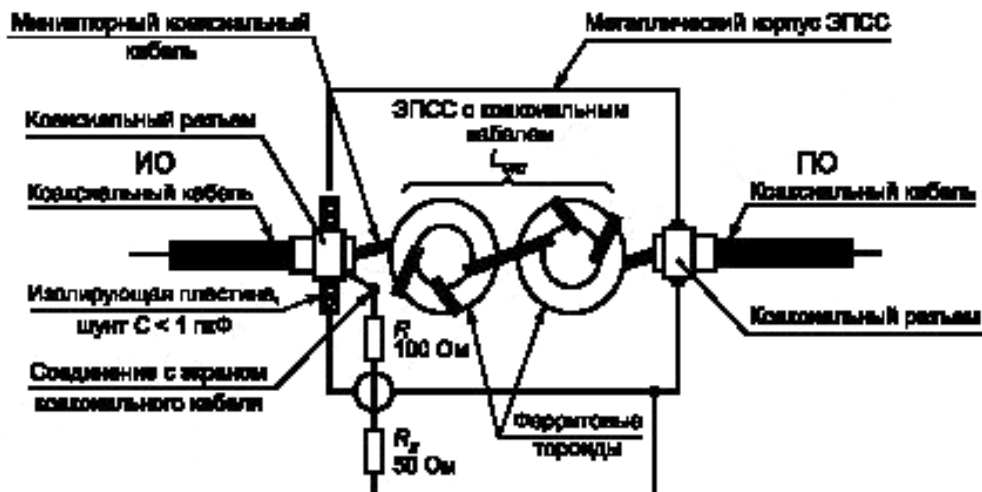 Миниатюрный коаксиальный
кабель
Металлический корпус ЭПСС
Коаксиальный разъем
ЭПСС с коаксиальным
кабелем
ИО
ПО
Коаксиальный кабель
Коаксиальный кабель
Изолирующая пластина,
шунт С < 1 пкФ
R
100 Ом
Коаксиальный разъем
Соединение с экраном
коаксиального кабеля
Ферритовые
тороиды
R
50 Ом